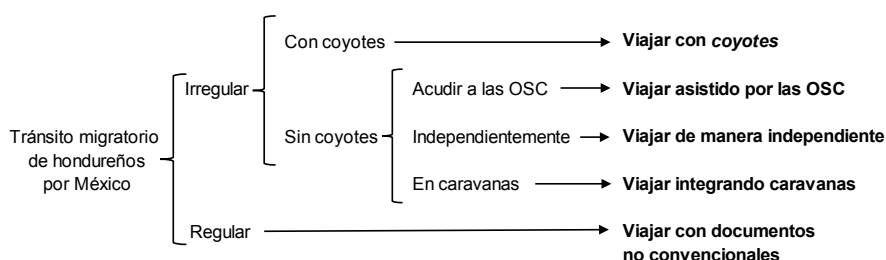 Con coyotes
Viajar con coyotes
Irregular
Acudir a las OSC
Viajar asistido por las OSC
Tránsito migratorio
de hondureños
por México
Sin coyotes
Independientemente
Viajar de manera independiente
En caravanas
Viajar integrando caravanas
Regular
Viajar con documentos
no convencionales